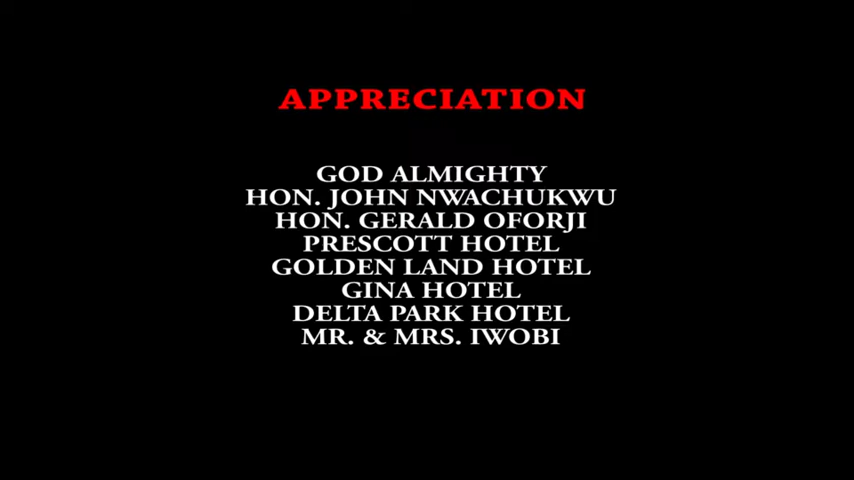 APPRECIATION
GOD ALMIGHTY
HON. JOHN NWACHUKWU
HON. GERALD OFORJI
PRESCOTT HOTEL
GOLDEN LAND HOTEL
GINA HOTEL
DELTA PARK HOTEL
MR. & MRS. IWOBI